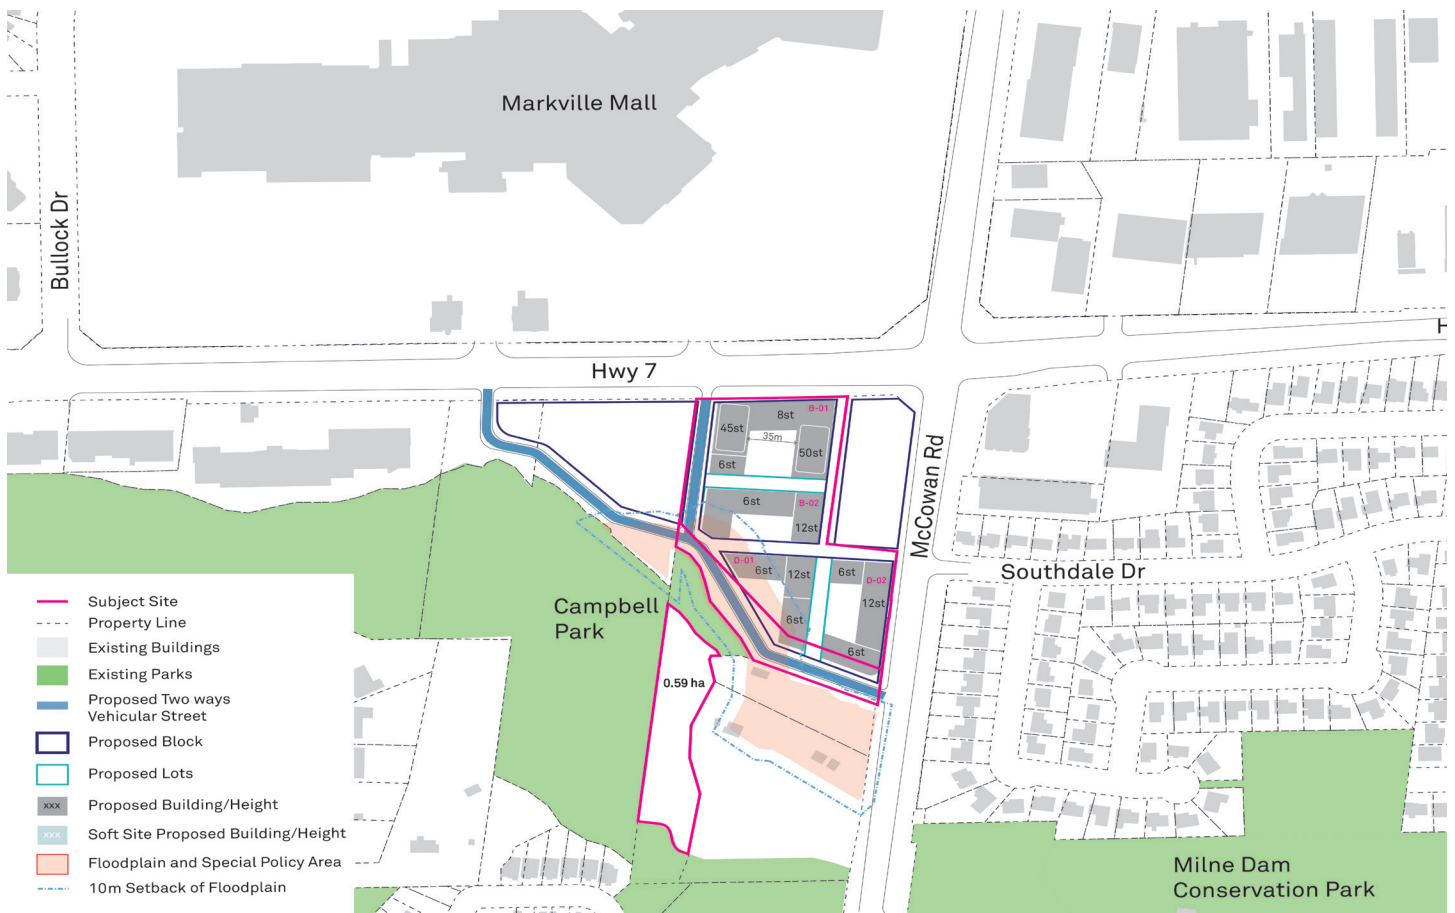 Markville Mall
Bullock Dr
Hwy 7
H
McCowan Rd
8st
B-01
45st
35m
50st
6st
6st
B-02
12st
D-01
6st
12st
6st
D-02
12st
6st
6st
Southdale Dr
Campbell
Park
0.59 ha
Subject Site
Property Line
Existing Buildings
Existing Parks
Proposed Two ways
Vehicular Street
Proposed Block
Proposed Lots
xxx
Proposed Building/Height
xxx
Soft Site Proposed Building/Height
Floodplain and Special Policy Area
10m Setback of Floodplain
Milne Dam
Conservation Park